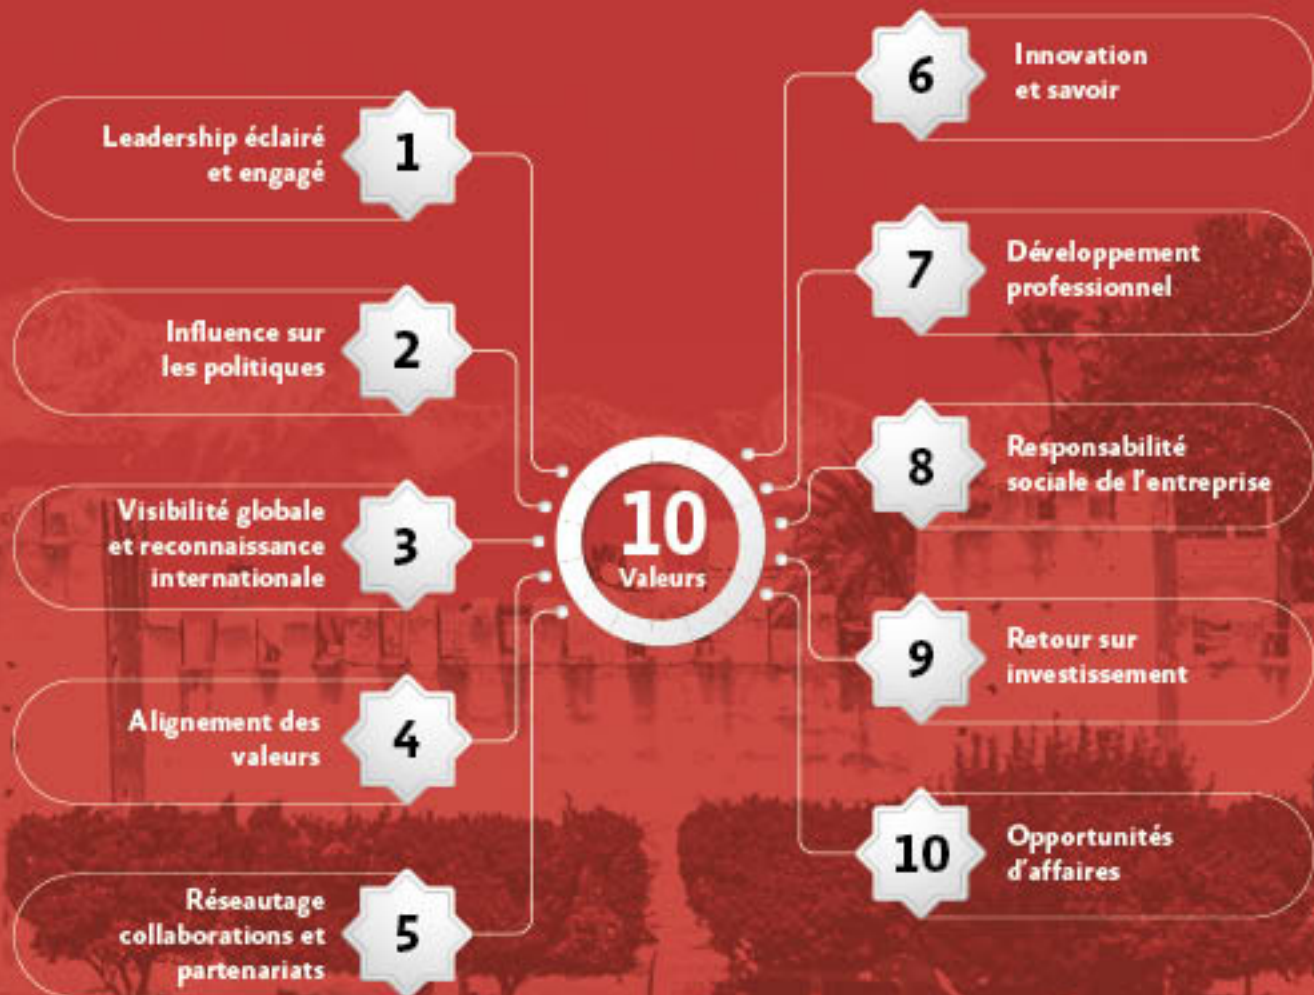 1
Leadership éclairé
et engagé
2
Influence sur
les politiques
3
Visibilité globale
et reconnaissance
internationale
4
Alignement des
valeurs
5
Réseautage
collaborations et
partenariats
10
Valeurs
6
Innovation
et savoir
7
Développement
professionnel
8
Responsabilité
sociale de l'entreprise
9
Retour sur
investissement
10
Opportunités
d'affaires